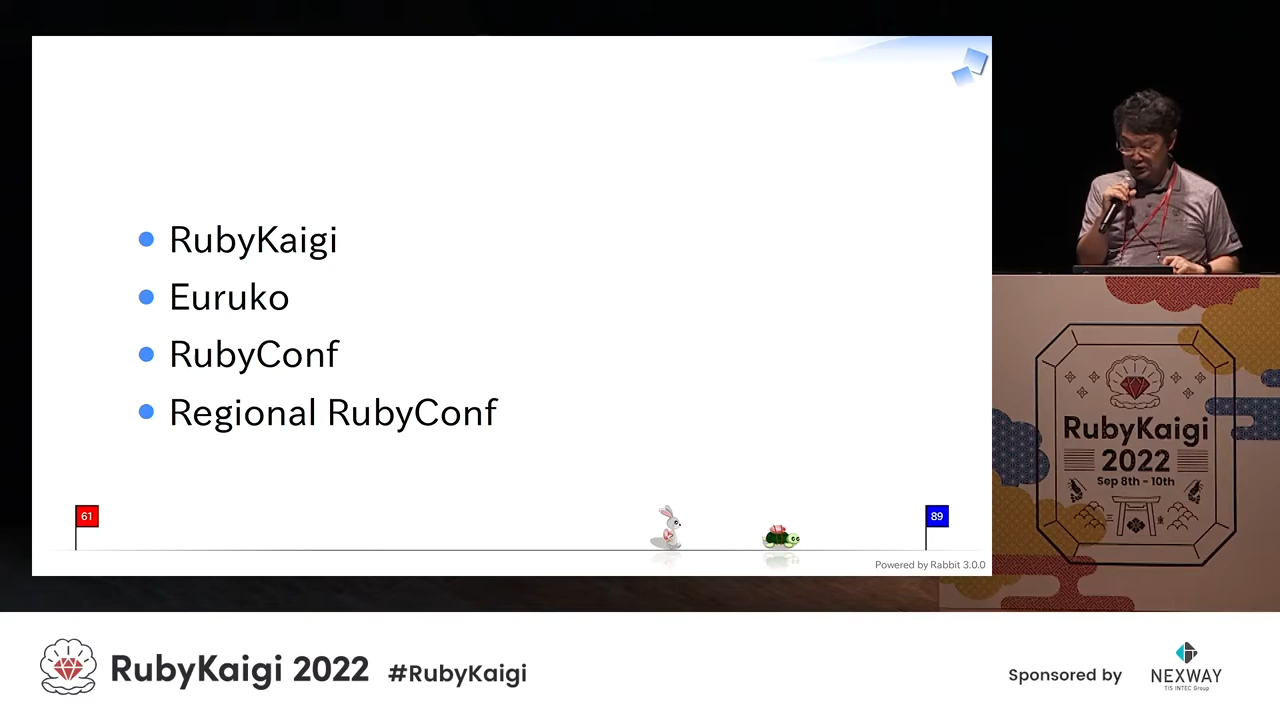 RubyKaigi
Euruko
RubyConf
Regional RubyConf
61
89
Powered by Rabbit 3.0.0
RubyKaigi
2022
Sep 8th - 10th
RubyKaigi 2022 #RubyKaigi
Sponsored by
NEXWAY
TIS INTEC Group